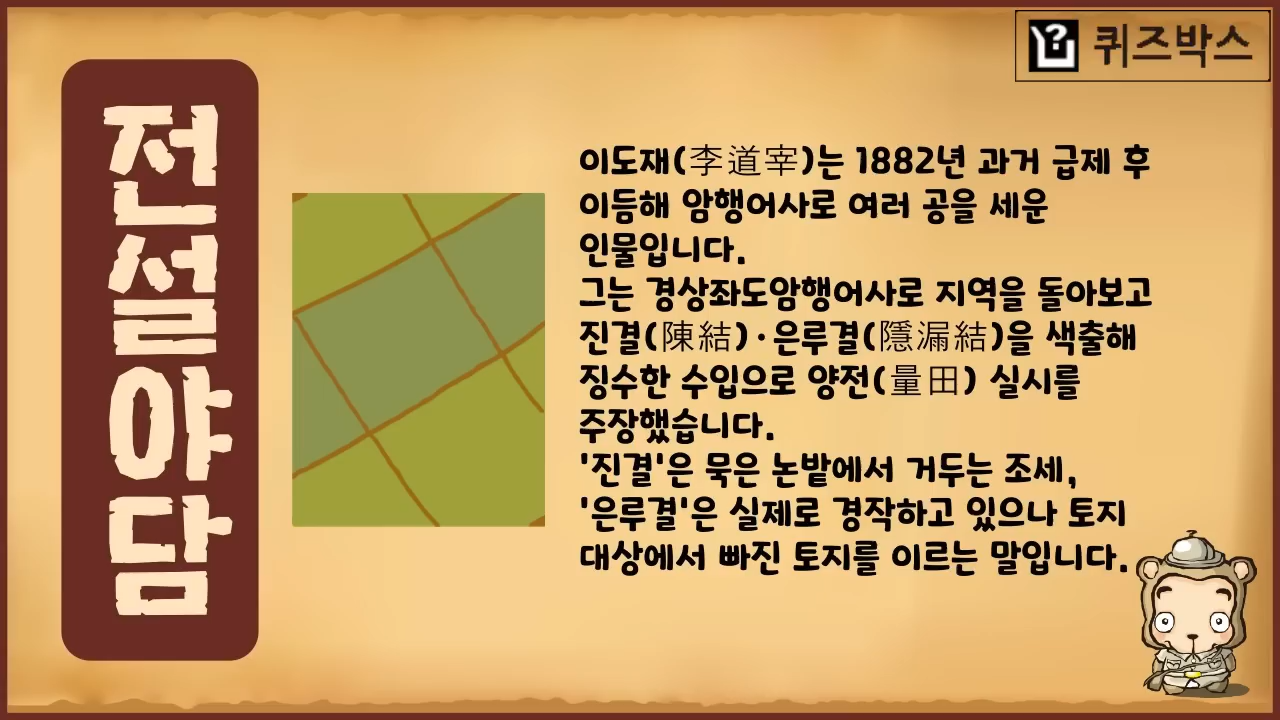 퀴즈박스
전설야담
이도재(李道宰)는 1882년 과거 급제 후
이듬해 암행어사로 여러 공을 세운
인물입니다.
그는 경상좌도암행어사로 지역을 돌아보고
진결(陳結)·은루결(隱漏結)을 색출해
징수한 수입으로 양전(量田) 실시를
주장했습니다.
'진결'은 묵은 논밭에서 거두는 조세,
'은루결'은 실제로 경작하고 있으나 토지
대상에서 빠진 토지를 이르는 말입니다.